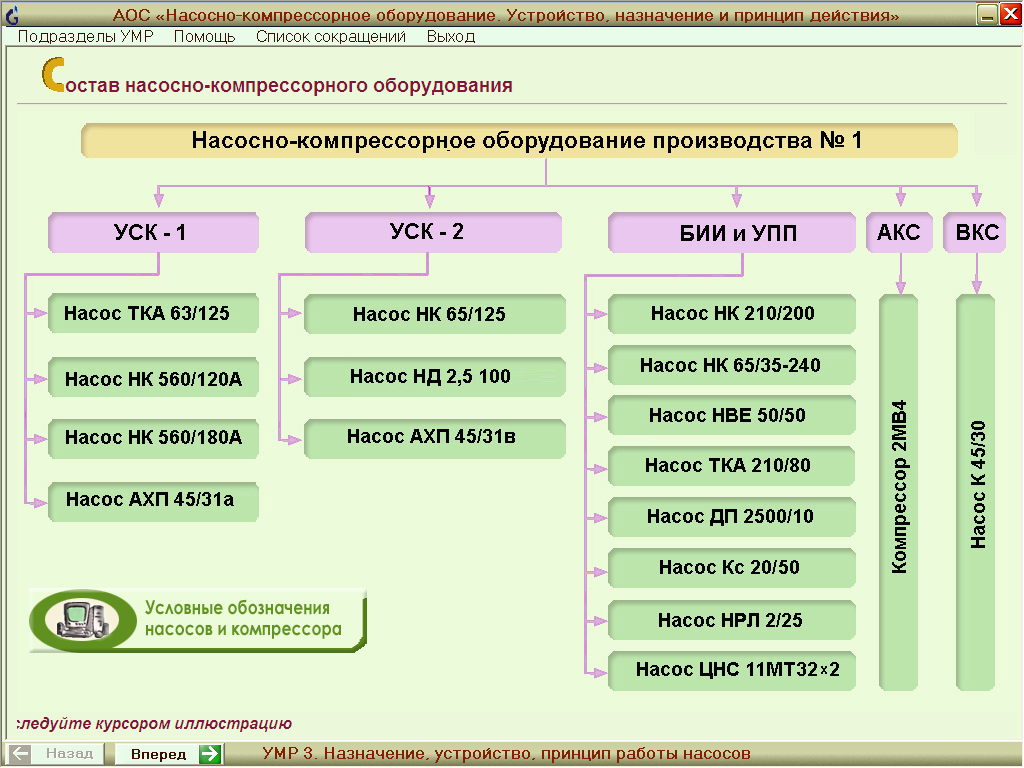 АОС «Насосно-компрессорное оборудование. Устройство, назначение и принцип действия»
Подразделы УМР Помощь Список сокращений Выход
Состав насосно-компрессорного оборудования
Насосно-компрессорное оборудование производства № 1
УСК - 1
УСК - 2
БИИ и УПП
АКС
ВКС
Насос ТКА 63/125
Насос НК 560/120А
Насос НК 560/180А
Насос АХП 45/31а
Насос НК 65/125
Насос НД 2,5 100
Насос АХП 45/31в
Насос НК 210/200
Насос НК 65/35-240
Насос НВЕ 50/50
Насос ТКА 210/80
Насос ДП 2500/10
Насос Кс 20/50
Насос НРЛ 2/25
Насос ЦНС 11МТ32×2
Компрессор 2МВ4
Насос К 45/30
Условные обозначения
насосов и компрессора
следуйте курсором иллюстрацию
Назад Вперед УМР 3. Назначение, устройство, принцип работы насосов